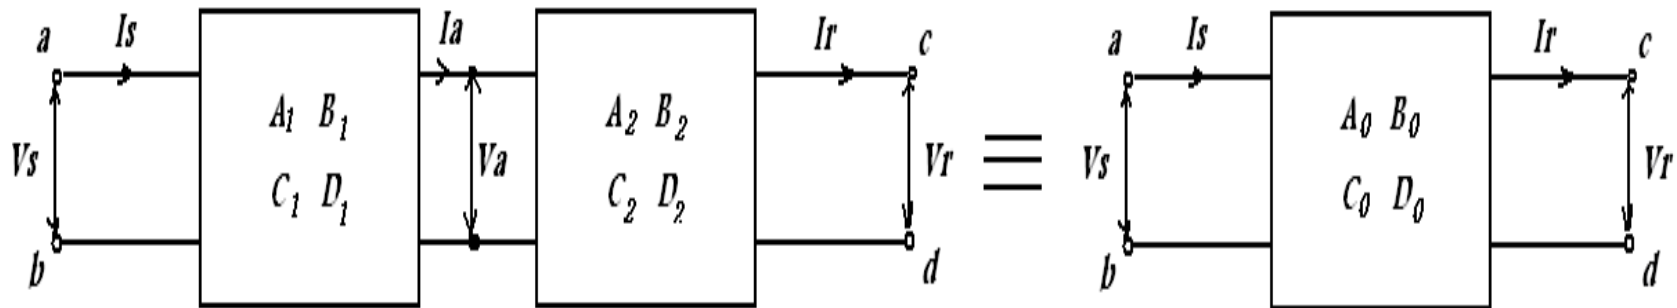 a Is Ia Ir c a Is Ir c
A1 B1 A2 B2 A0 B0
Vs Va Vr Vs Vr
C1 D1 C2 D2 C0 D0
b d b d